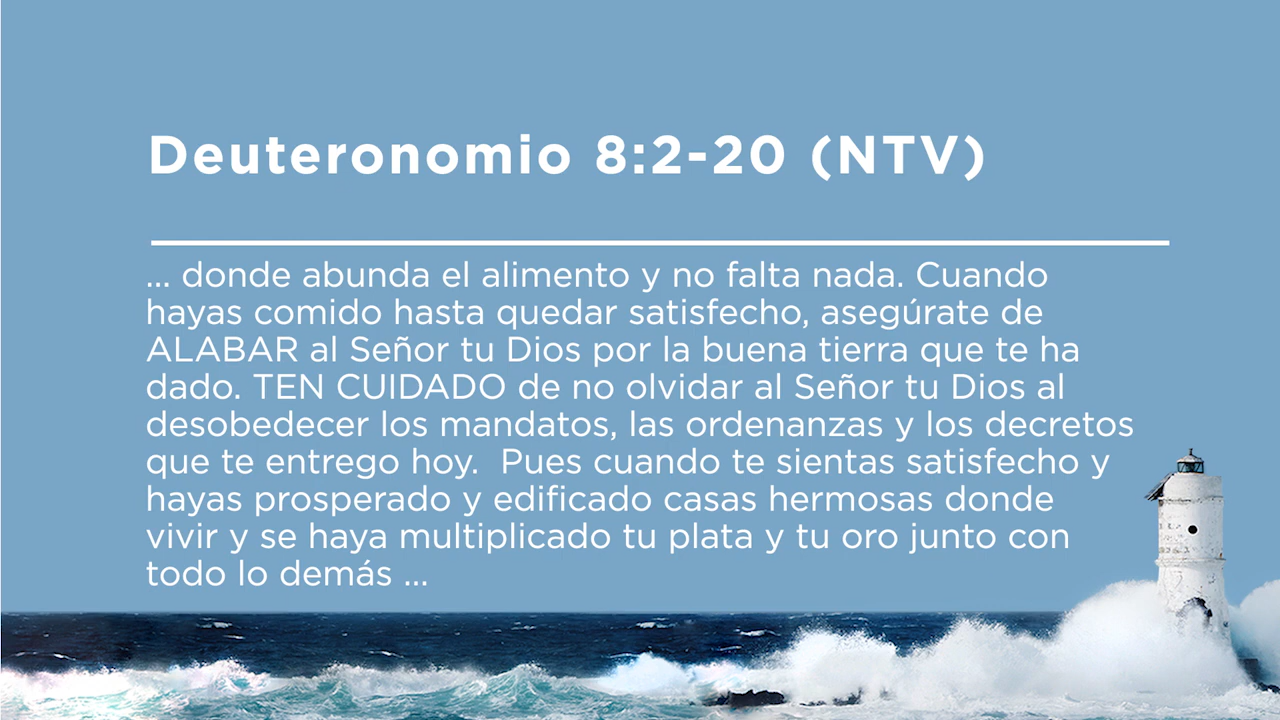 Deuteronomio 8:2-20 (NTV)
... donde abunda el alimento y no falta nada. Cuando
hayas comido hasta quedar satisfecho, asegúrate de
ALABAR al Señor tu Dios por la buena tierra que te ha
dado. TEN CUIDADO de no olvidar al Señor tu Dios al
desobedecer los mandatos, las ordenanzas y los decretos
que te entrego hoy.  Pues cuando te sientas satisfecho y
hayas prosperado y edificado casas hermosas donde
vivir y se haya multiplicado tu plata y tu oro junto con
todo lo demás ...